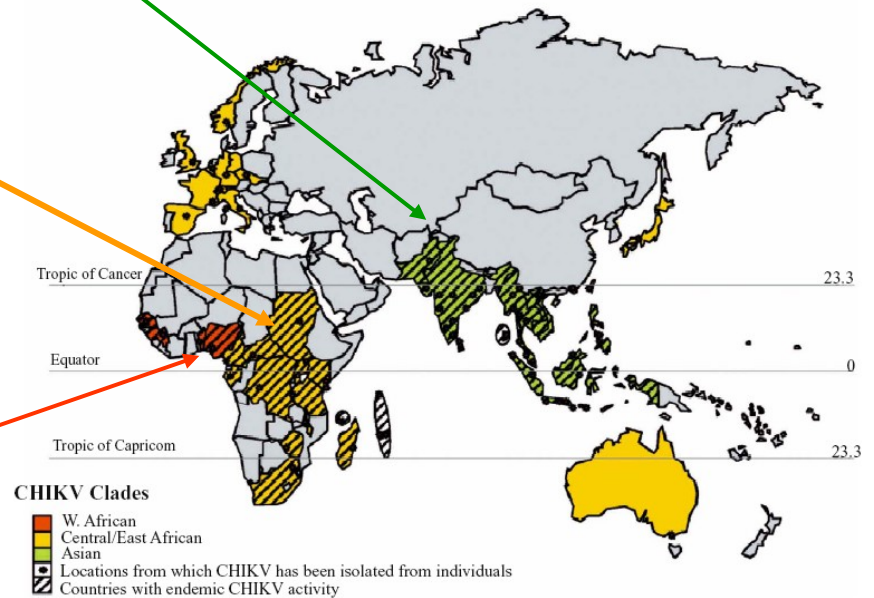 Tropic of Cancer
23.3
Equator
0
Tropic of Capricom
23.3
CHIKV Clades
W. African
Central/East African
Asian
Locations from which CHIKV has been isolated from individuals
Countries with endemic CHIKV activity